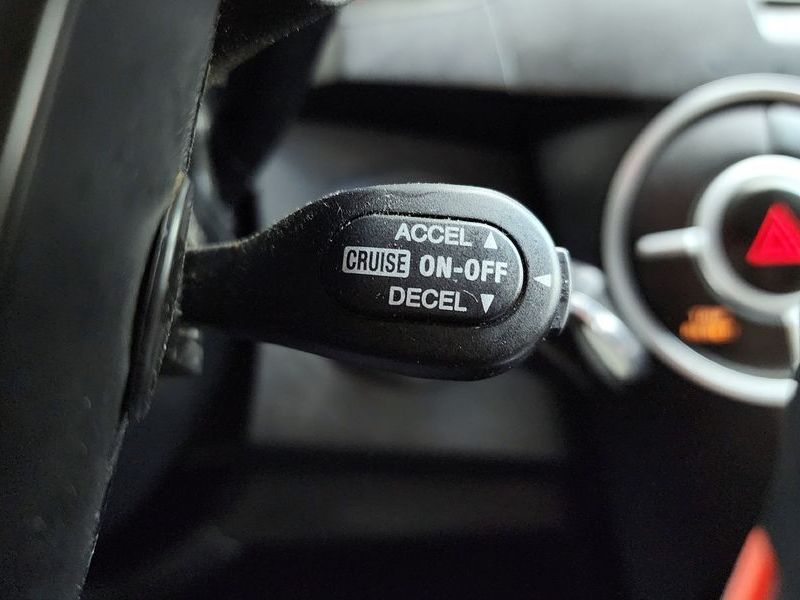 ACCEL ▲
CRUISE ON-OFF
DECEL ▼